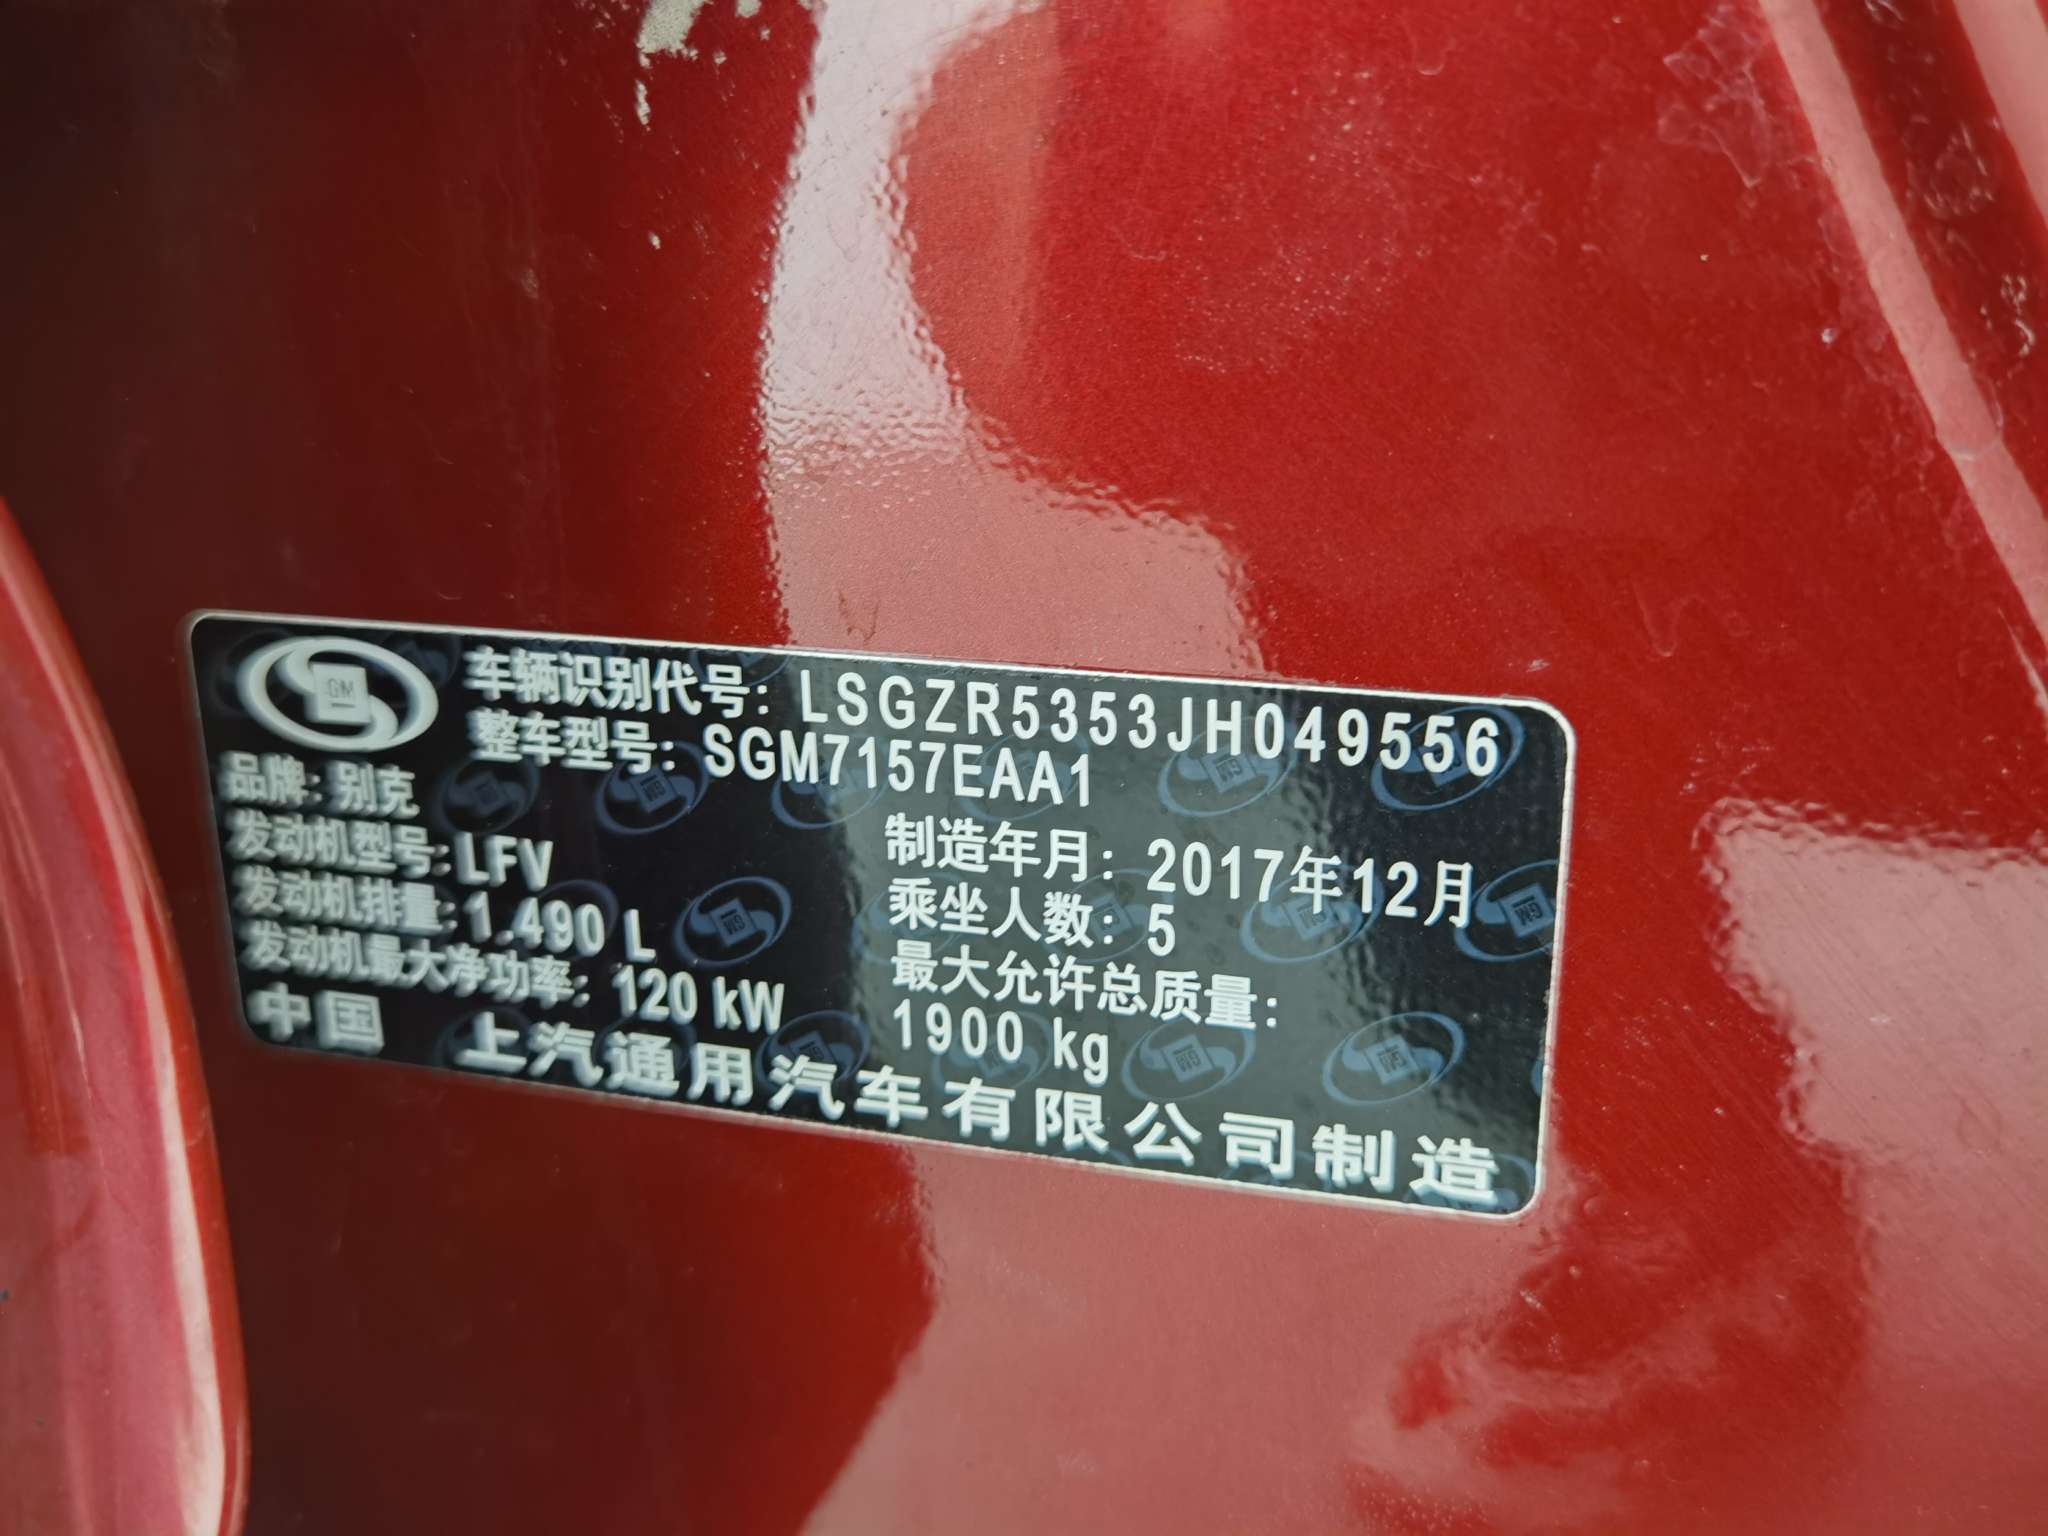 车辆识别代号: LSGZR5353JH049556
整车型号: SGM7157EAA1
品牌: 别克
发动机型号: LFV
制造年月: 2017年12月
发动机排量: 1.490 L
乘坐人数: 5
发动机最大净功率: 120 kW
最大允许总质量:
1900 kg
中国 上汽通用汽车有限公司制造
GM